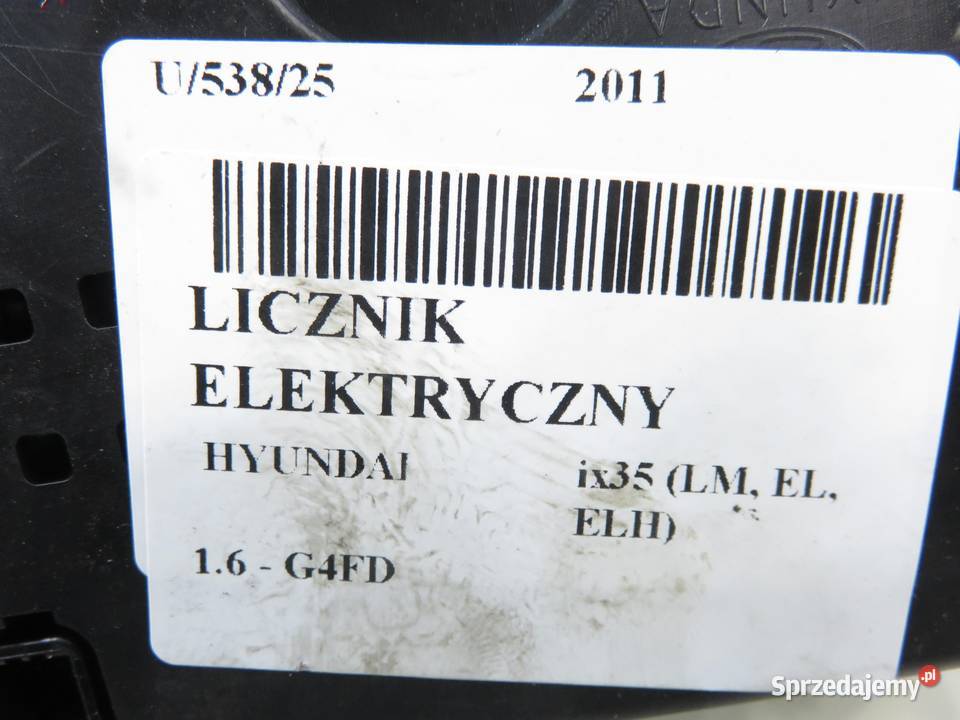 U/538/25 2011
LICZNIK
ELEKTRYCZNY
HYUNDAI ix35 (LM, EL,
ELH)
1.6 - G4FD
Sprzedajemy.pl